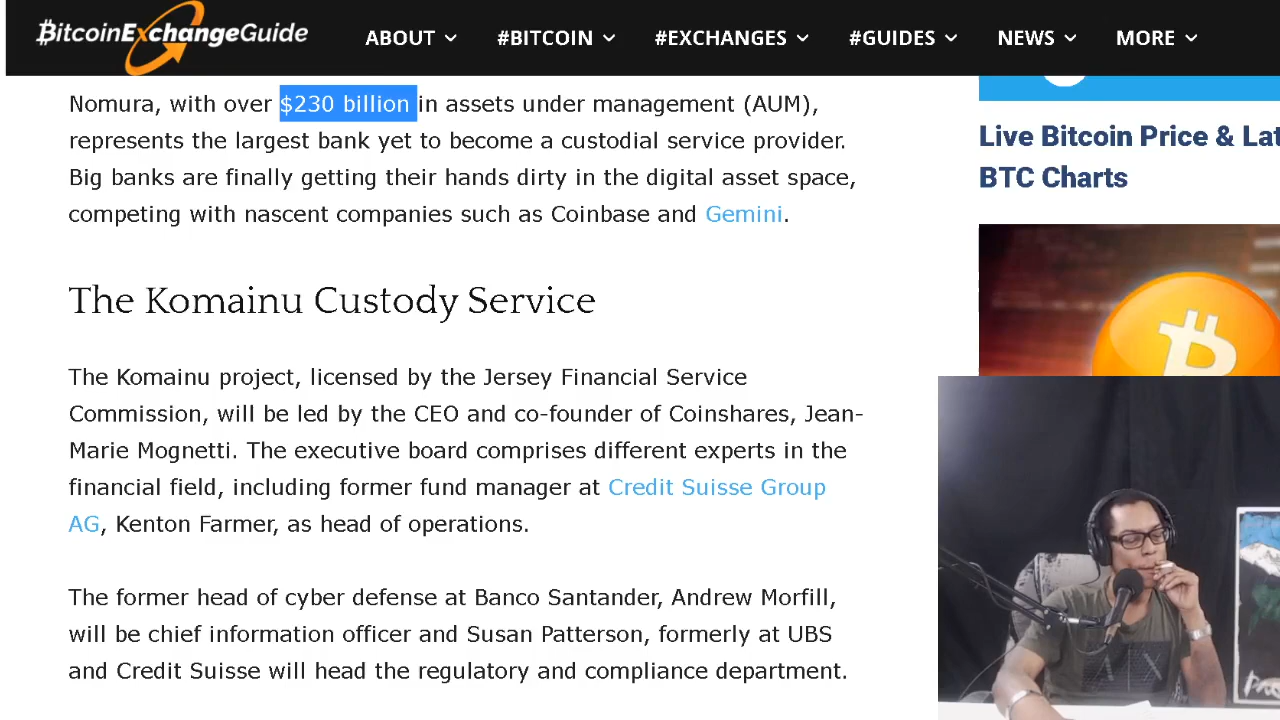 BitcoinExchangeGuide
ABOUT #BITCOIN #EXCHANGES #GUIDES NEWS MORE
Nomura, with over $230 billion in assets under management (AUM),
represents the largest bank yet to become a custodial service provider.
Big banks are finally getting their hands dirty in the digital asset space,
competing with nascent companies such as Coinbase and Gemini.
The Komainu Custody Service
The Komainu project, licensed by the Jersey Financial Service
Commission, will be led by the CEO and co-founder of Coinshares, Jean-
Marie Mognetti. The executive board comprises different experts in the
financial field, including former fund manager at Credit Suisse Group
AG, Kenton Farmer, as head of operations.
The former head of cyber defense at Banco Santander, Andrew Morfill,
will be chief information officer and Susan Patterson, formerly at UBS
and Credit Suisse will head the regulatory and compliance department.
Live Bitcoin Price &
BTC Charts